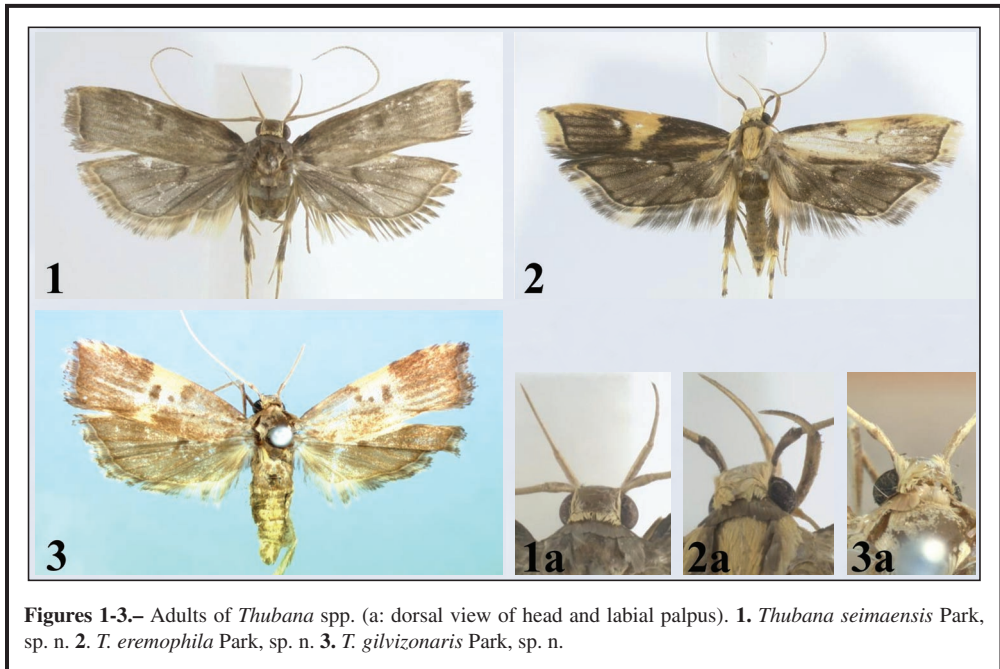 1
2
3
1a
2a
3a
Figures 1-3.– Adults of Thubana spp. (a: dorsal view of head and labial palpus). 1. Thubana seimaensis Park,
sp. n. 2. T. eremophila Park, sp. n. 3. T. gilvizonaris Park, sp. n.